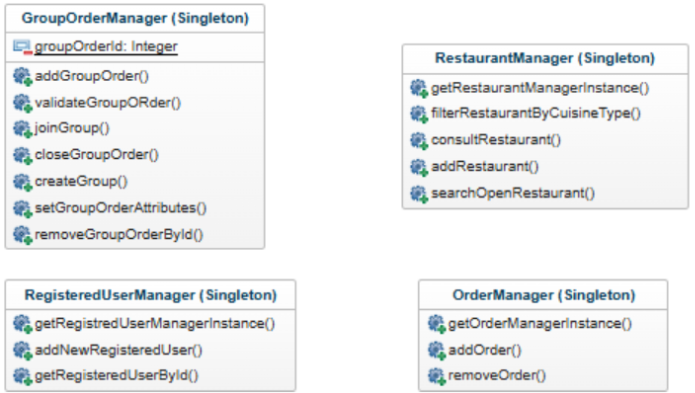 GroupOrderManager (Singleton)
groupOrderId: Integer
addGroupOrder()
validateGroupORder()
joinGroup()
closeGroupOrder()
createGroup()
setGroupOrderAttributes()
removeGroupOrderById()
RestaurantManager (Singleton)
getRestaurantManagerInstance()
filterRestaurantByCuisineType()
consultRestaurant()
addRestaurant()
searchOpenRestaurant()
RegisteredUserManager (Singleton)
getRegistredUserManagerInstance()
addNewRegisteredUser()
getRegisteredUserById()
OrderManager (Singleton)
getOrderManagerInstance()
addOrder()
removeOrder()